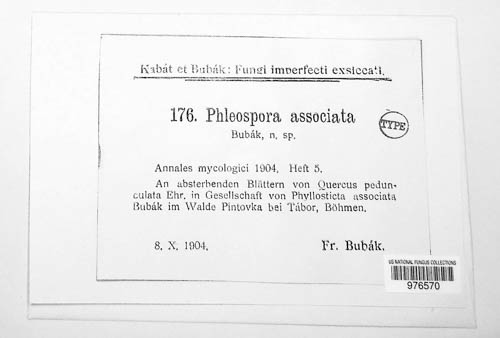 Kabát et Bubák: Fungi imperfecti exsiccati.
176. Phleospora associata
Bubák, n. sp.
TYPE
Annales mycologici 1904, Heft 5.
An absterbenden Blättern von Quercus pedun-
culata Ehr. in Gesellschaft von Phyllosticta associata
Bubák im Walde Pintovka bei Tábor, Böhmen.
8. X. 1904.
Fr. Bubák.
US NATIONAL FUNGUS COLLECTIONS
976570